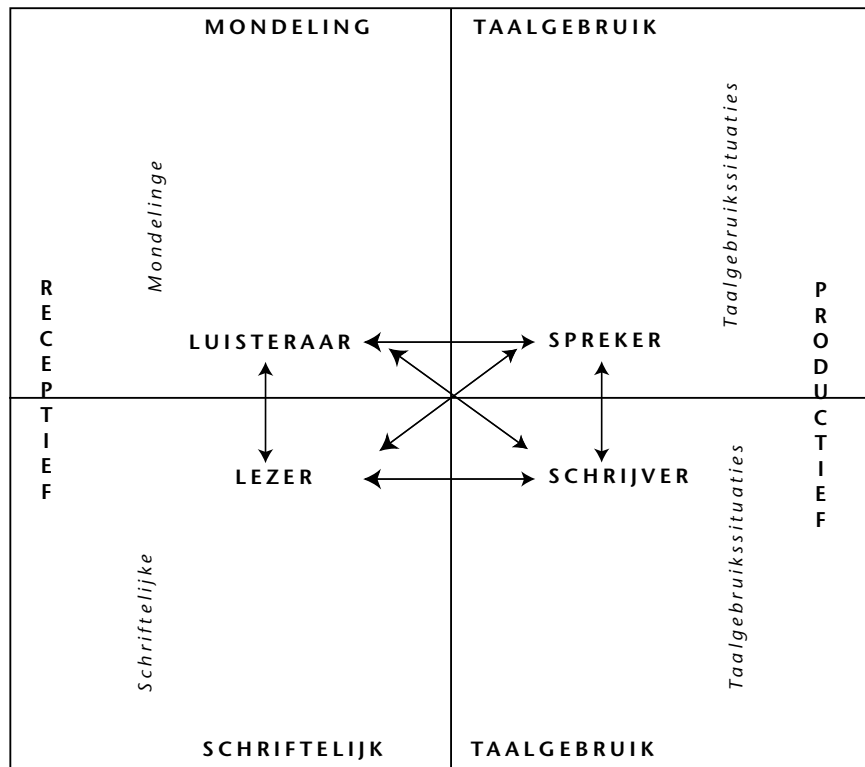 MONDELING TAALGEBRUIK
Mondelinge
Taalgebruikssituaties
RECEPTIEF
PRODUCTIEF
LUISTERAAR SPREKER
LEZER SCHRIJVER
Schriftelijke
Taalgebruikssituaties
SCHRIFTELIJK TAALGEBRUIK